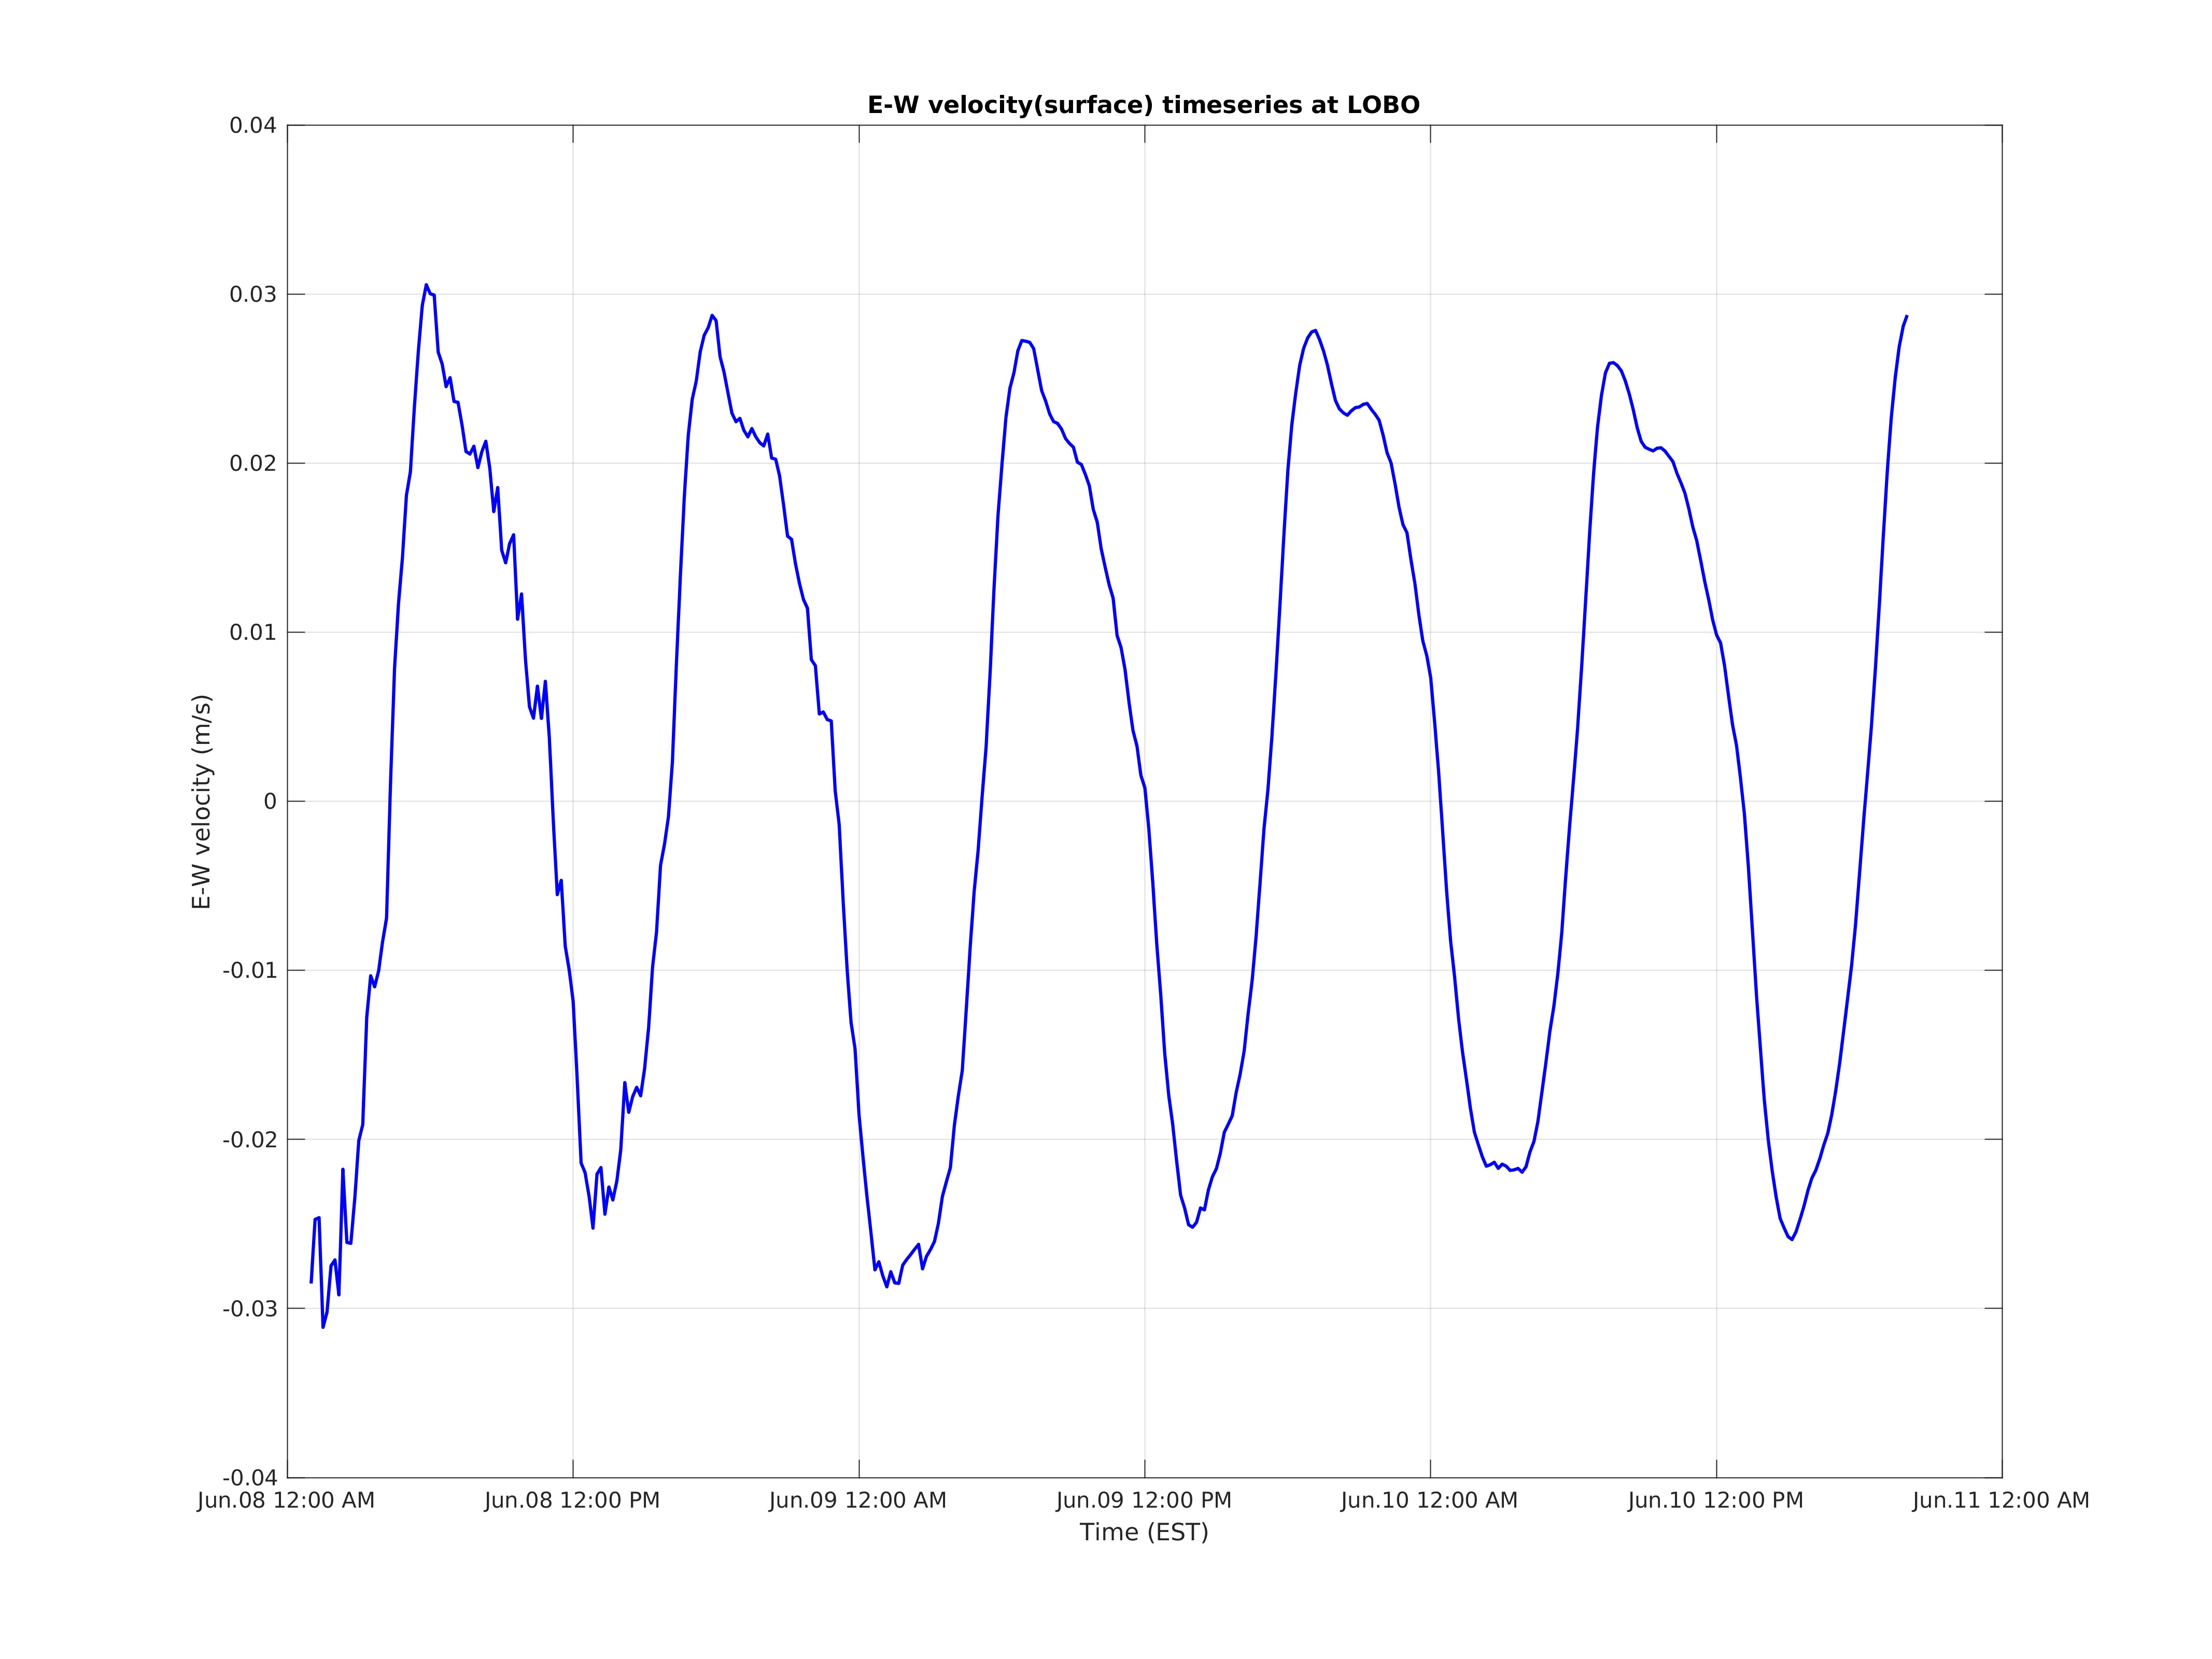 E-W velocity(surface) timeseries at LOBO
0.04
0.03
0.02
0.01
0
-0.01
-0.02
-0.03
-0.04
E-W velocity (m/s)
Jun.08 12:00 AM Jun.08 12:00 PM Jun.09 12:00 AM Jun.09 12:00 PM Jun.10 12:00 AM Jun.10 12:00 PM Jun.11 12:00 AM
Time (EST)